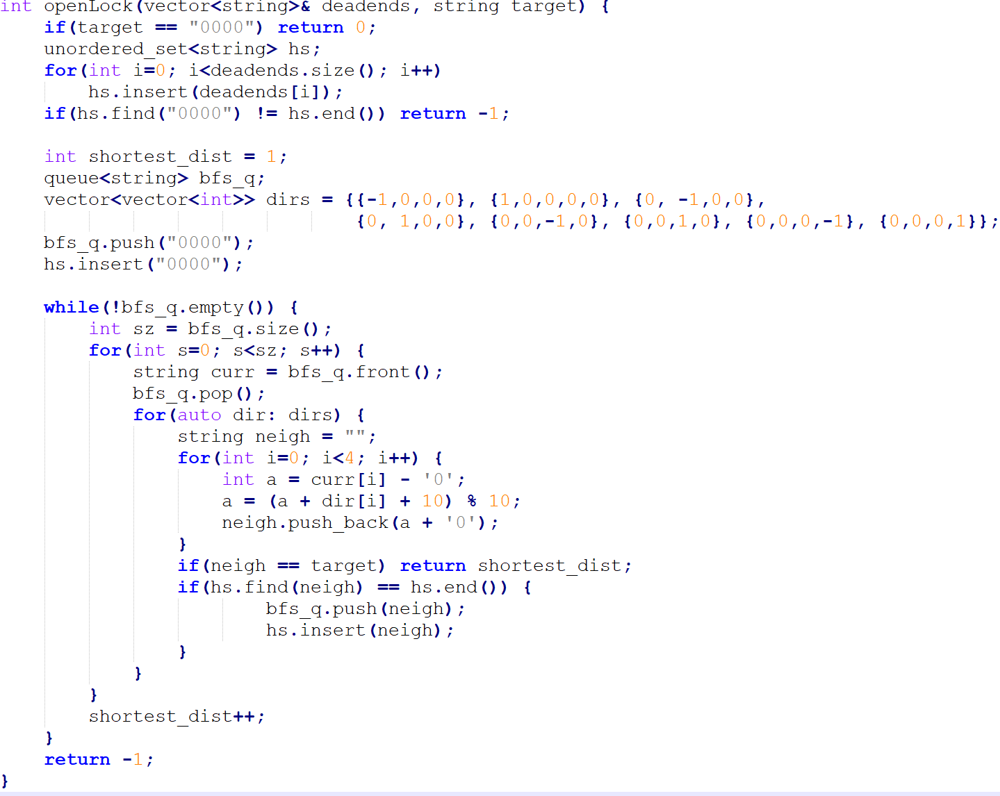 int openLock(vector<string>& deadends, string target) {
    if(target == "0000") return 0;
    unordered_set<string> hs;
    for(int i=0; i<deadends.size(); i++)
        hs.insert(deadends[i]);
    if(hs.find("0000") != hs.end()) return -1;

    int shortest_dist = 1;
    queue<string> bfs_q;
    vector<vector<int>> dirs = {{-1,0,0,0}, {1,0,0,0,0}, {0, -1,0,0},
                                {0, 1,0,0}, {0,0,-1,0}, {0,0,1,0}, {0,0,0,-1}, {0,0,0,1}};
    bfs_q.push("0000");
    hs.insert("0000");

    while(!bfs_q.empty()) {
        int sz = bfs_q.size();
        for(int s=0; s<sz; s++) {
            string curr = bfs_q.front();
            bfs_q.pop();
            for(auto dir: dirs) {
                string neigh = "";
                for(int i=0; i<4; i++) {
                    int a = curr[i] - '0';
                    a = (a + dir[i] + 10) % 10;
                    neigh.push_back(a + '0');
                }
                if(neigh == target) return shortest_dist;
                if(hs.find(neigh) == hs.end()) {
                        bfs_q.push(neigh);
                        hs.insert(neigh);
                }
            }
        }
        shortest_dist++;
    }
    return -1;
}